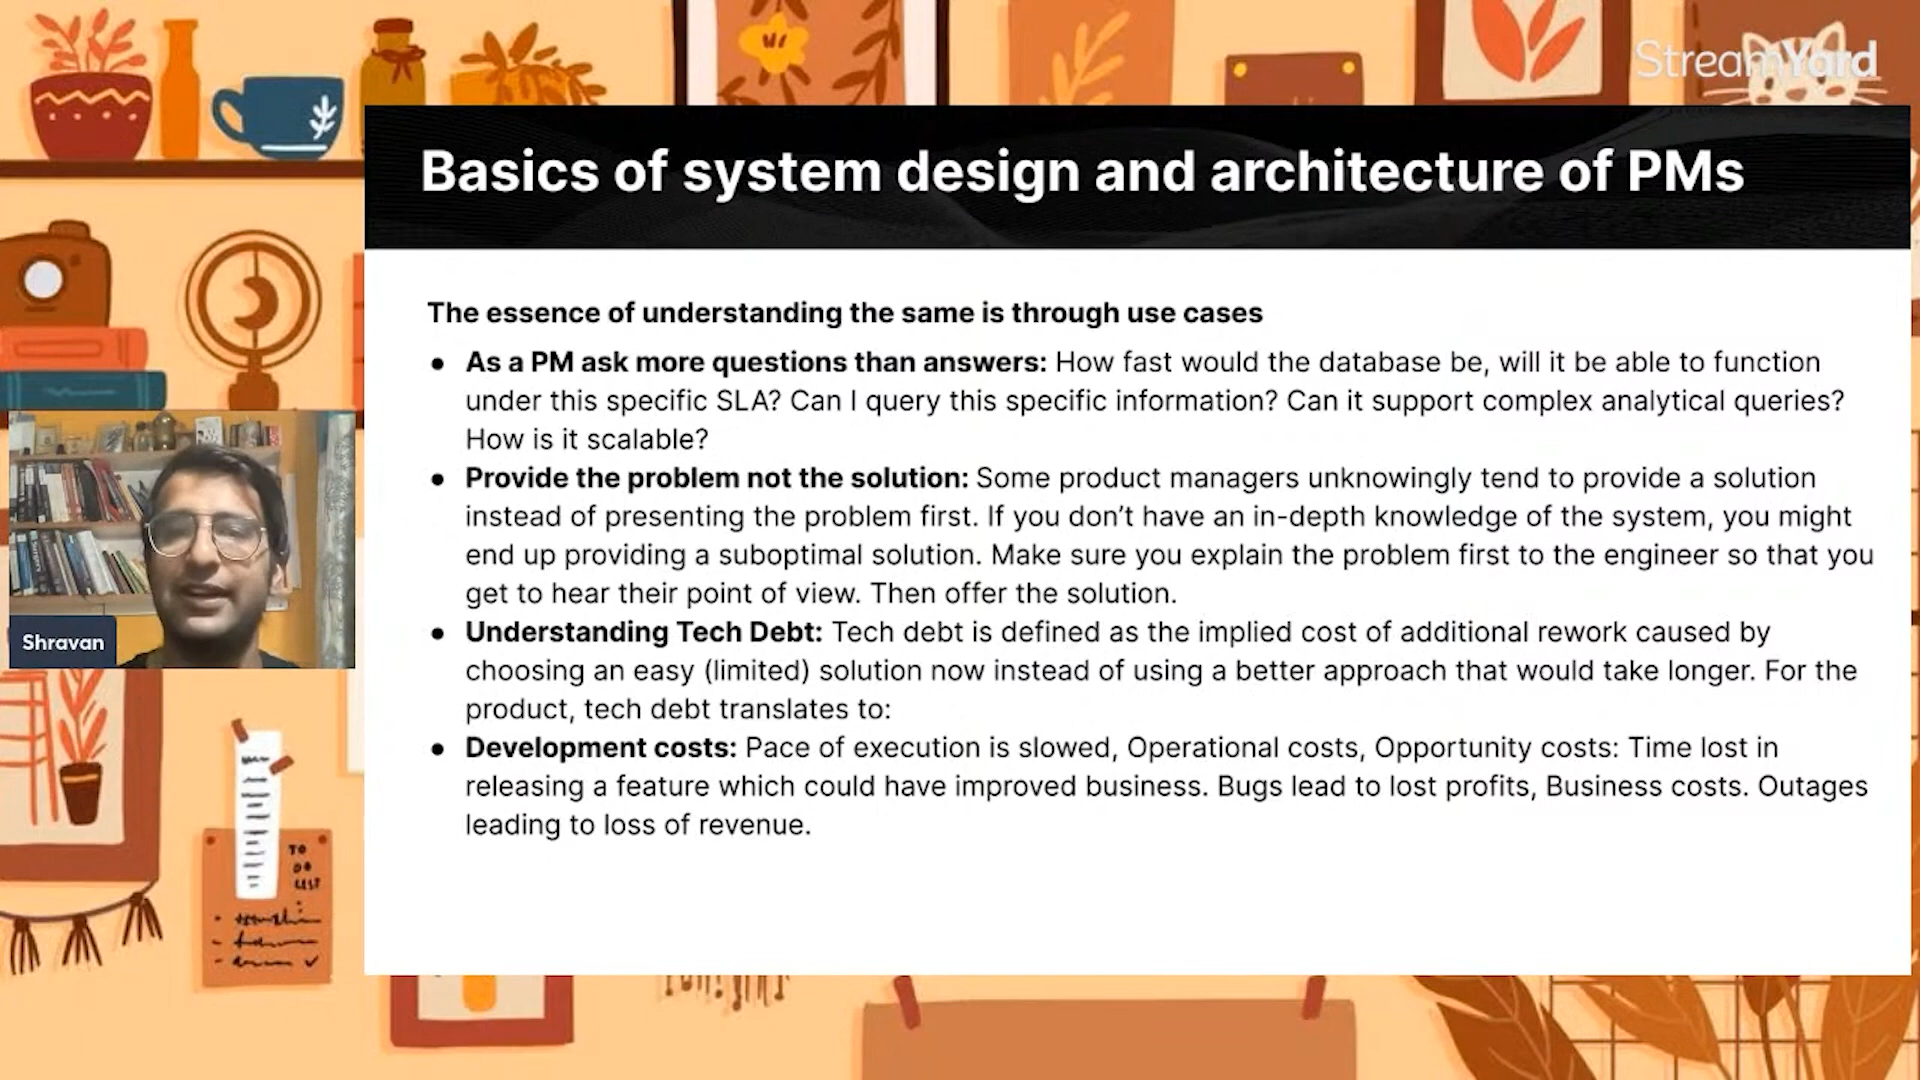 StreamYard
Basics of system design and architecture of PMs
The essence of understanding the same is through use cases
● As a PM ask more questions than answers: How fast would the database be, will it be able to function
under this specific SLA? Can I query this specific information? Can it support complex analytical queries?
How is it scalable?
● Provide the problem not the solution: Some product managers unknowingly tend to provide a solution
instead of presenting the problem first. If you don’t have an in-depth knowledge of the system, you might
end up providing a suboptimal solution. Make sure you explain the problem first to the engineer so that you
get to hear their point of view. Then offer the solution.
● Understanding Tech Debt: Tech debt is defined as the implied cost of additional rework caused by
choosing an easy (limited) solution now instead of using a better approach that would take longer. For the
product, tech debt translates to:
● Development costs: Pace of execution is slowed, Operational costs, Opportunity costs: Time lost in
releasing a feature which could have improved business. Bugs lead to lost profits, Business costs. Outages
leading to loss of revenue.
Shravan
TO
DO
LIST